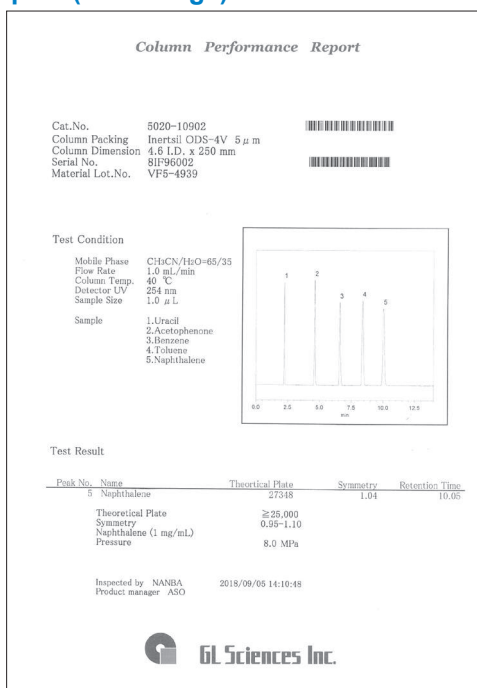 Column Performance Report
Cat.No. 5020-10902
Column Packing Inertsil ODS-4V 5μm
Column Dimension 4.6 I.D. x 250 mm
Serial No. 8IF96002
Material Lot.No. VF5-4939
Test Condition
Mobile Phase CH3CN/H2O=65/35
Flow Rate 1.0 mL/min
Column Temp. 40 ℃
Detector UV 254 nm
Sample Size 1.0 μL
Sample 1.Uracil
2.Acetophenone
3.Benzene
4.Toluene
5.Naphthalene
1 2 3 4 5
0.0 2.5 5.0 7.5 10.0 12.5
min
Test Result
Peak No. Name Theortical Plate Symmetry Retention Time
5 Naphthalene 27348 1.04 10.05
Theoretical Plate ≧25,000
Symmetry 0.95-1.10
Naphthalene (1 mg/mL)
Pressure 8.0 MPa
Inspected by NANBA 2018/09/05 14:10:48
Product manager ASO
GL Sciences Inc.